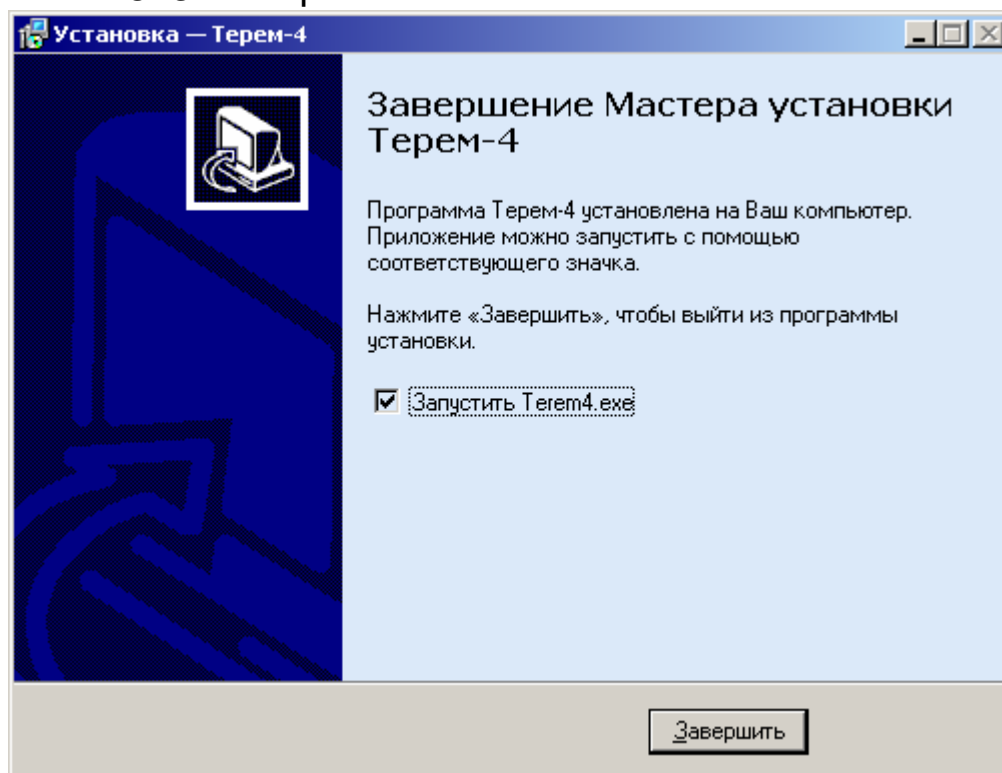 Установка — Терем-4
Завершение Мастера установки
Терем-4
Программа Терем-4 установлена на Ваш компьютер.
Приложение можно запустить с помощью
соответствующего значка.
Нажмите «Завершить», чтобы выйти из программы
установки.
Запустить Terem4.exe
Завершить